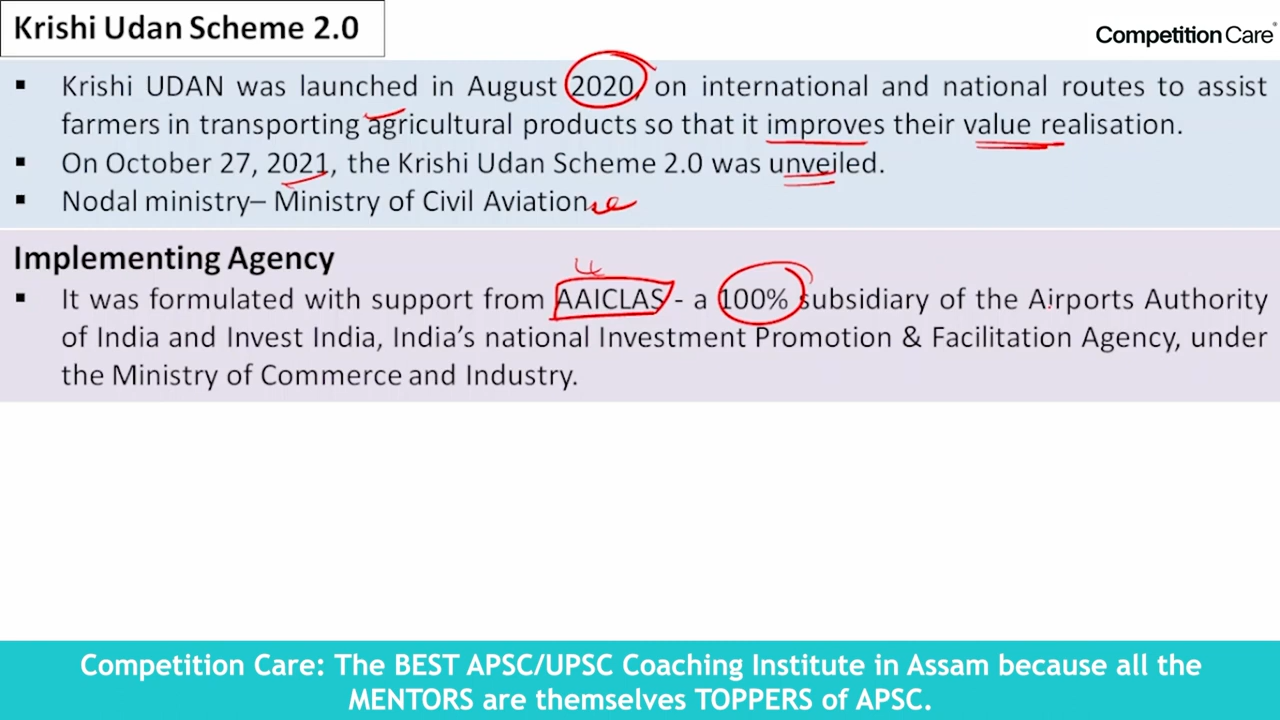 Krishi Udan Scheme 2.0
Competition Care
▪ Krishi UDAN was launched in August 2020, on international and national routes to assist
farmers in transporting agricultural products so that it improves their value realisation.
▪ On October 27, 2021, the Krishi Udan Scheme 2.0 was unveiled.
▪ Nodal ministry– Ministry of Civil Aviation
Implementing Agency
▪ It was formulated with support from AAICLAS - a 100% subsidiary of the Airports Authority
of India and Invest India, India’s national Investment Promotion & Facilitation Agency, under
the Ministry of Commerce and Industry.
Competition Care: The BEST APSC/UPSC Coaching Institute in Assam because all the
MENTORS are themselves TOPPERS of APSC.